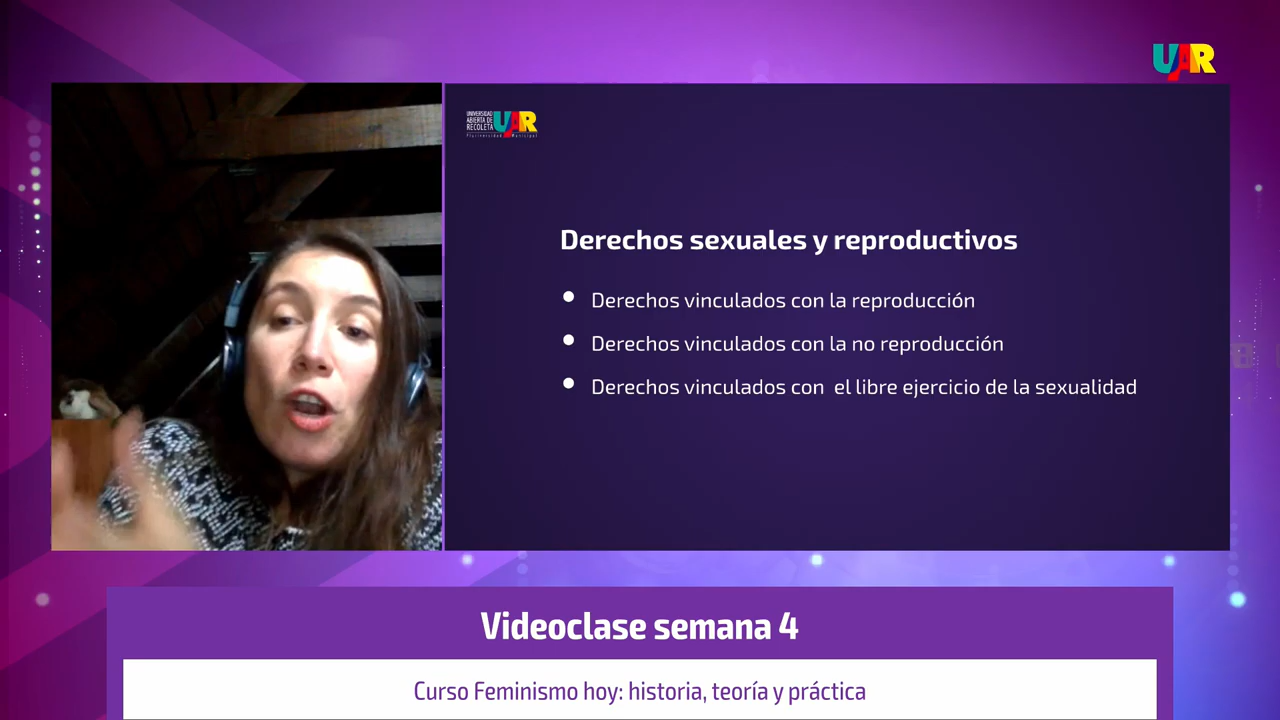 UAR
UNIVERSIDAD
ABIERTA DE
RECOLETA
UAR
Pluriversidad Municipal
Derechos sexuales y reproductivos
Derechos vinculados con la reproducción
Derechos vinculados con la no reproducción
Derechos vinculados con el libre ejercicio de la sexualidad
Videoclase semana 4
Curso Feminismo hoy: historia, teoría y práctica